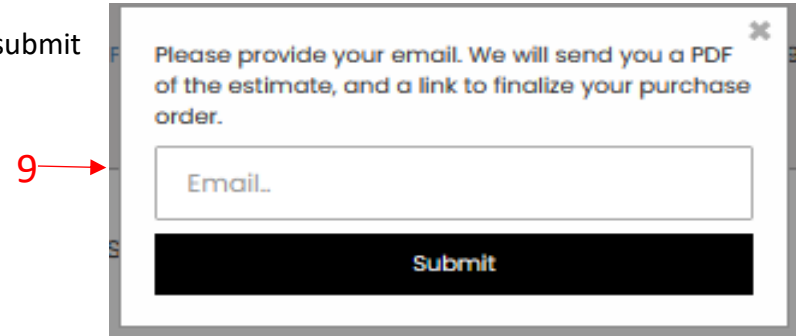 submit
Please provide your email. We will send you a PDF
of the estimate, and a link to finalize your purchase
order.
9
Email...
Submit